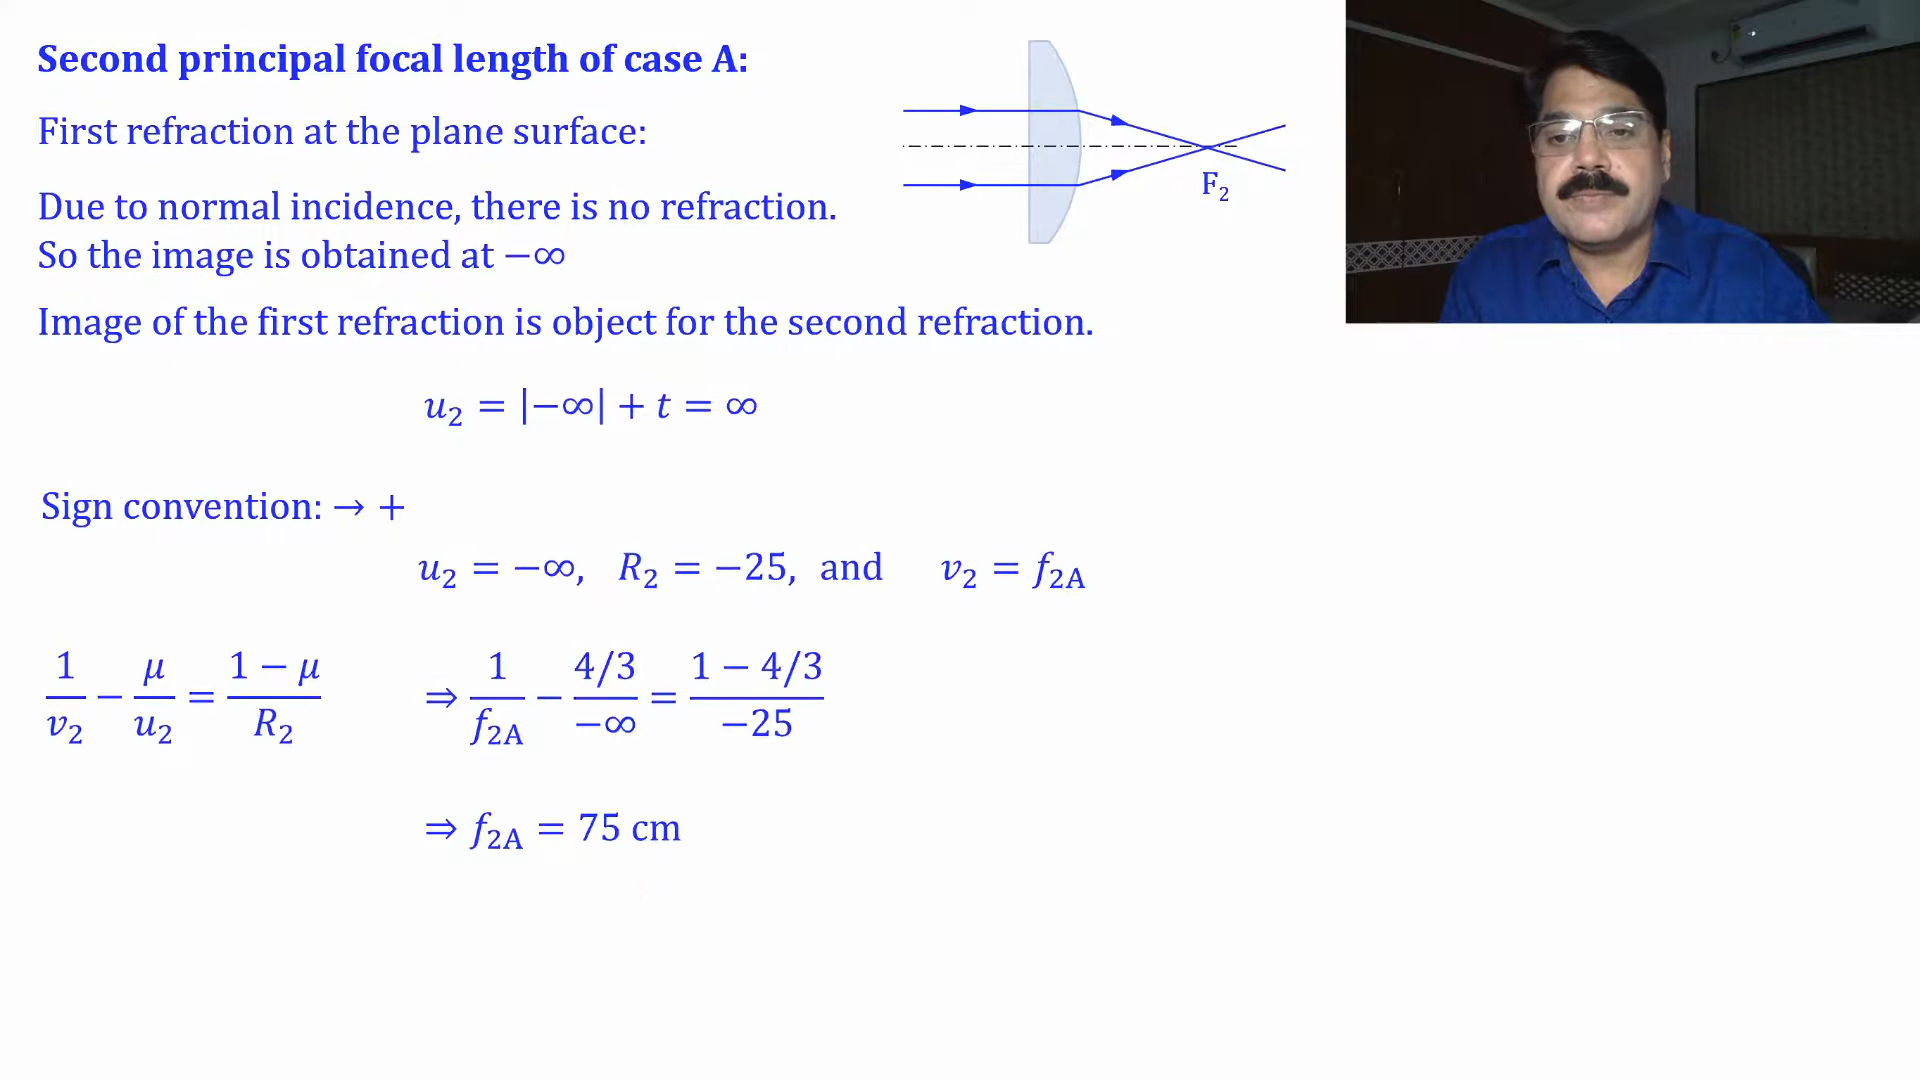 Second principal focal length of case A:
First refraction at the plane surface:
F₂
Due to normal incidence, there is no refraction.
So the image is obtained at −∞
Image of the first refraction is object for the second refraction.
u₂ = |−∞| + t = ∞
Sign convention: → +
u₂ = −∞, R₂ = −25, and v₂ = f₂A
1/v₂ − μ/u₂ = (1 − μ)/R₂ ⇒ 1/f₂A − (4/3)/(−∞) = (1 − 4/3)/(−25)
⇒ f₂A = 75 cm